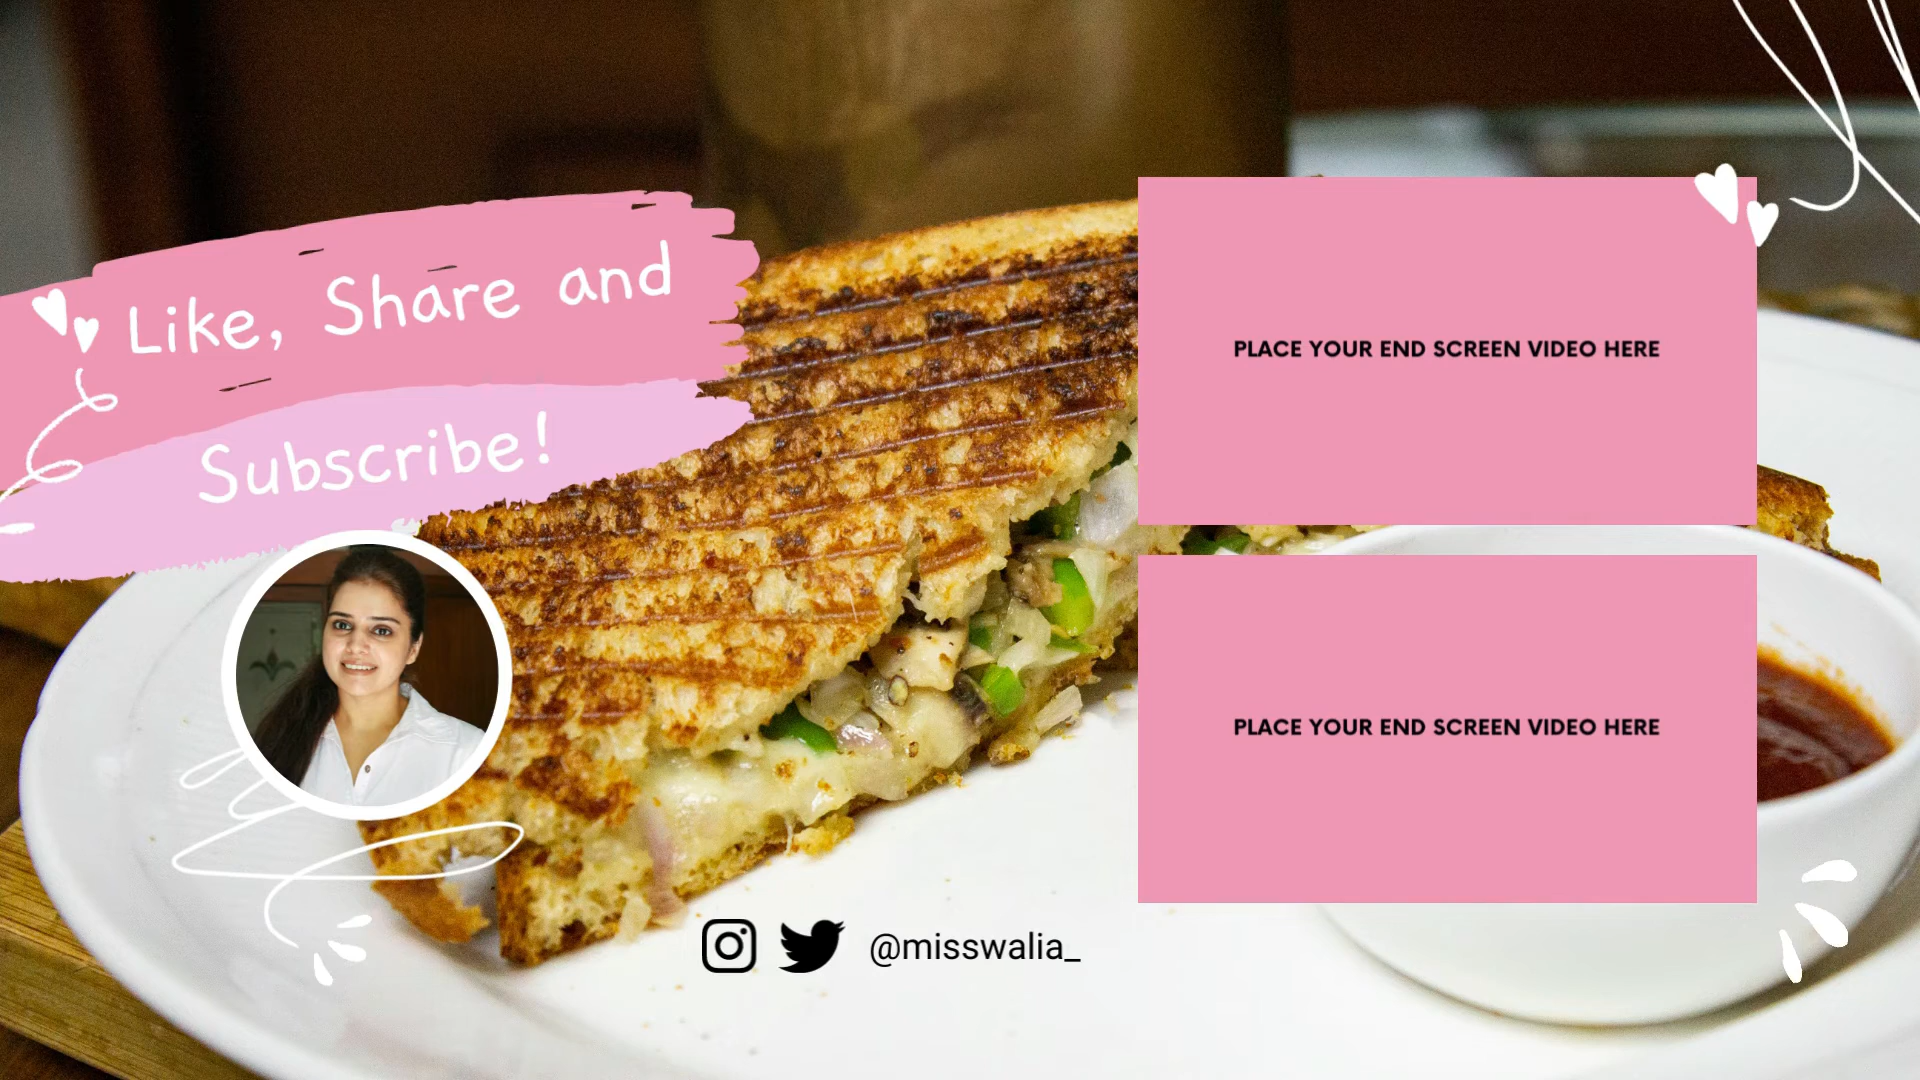 Like, Share and
Subscribe!
PLACE YOUR END SCREEN VIDEO HERE
PLACE YOUR END SCREEN VIDEO HERE
@misswalia_